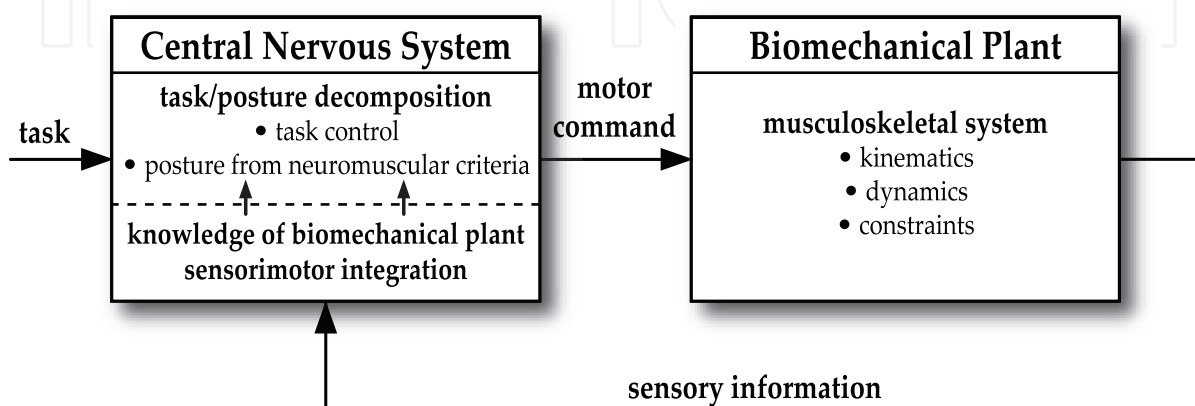 Central Nervous System
task/posture decomposition
• task control
• posture from neuromuscular criteria
knowledge of biomechanical plant
sensorimotor integration
task
motor
command
Biomechanical Plant
musculoskeletal system
• kinematics
• dynamics
• constraints
sensory information